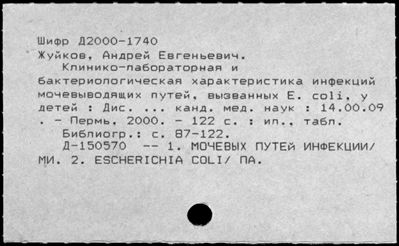 Шифр Д2000-1740
Жуйков, Андрей Евгеньевич.
Клинико-лабораторная и
бактериологическая характеристика инфекций
мочевыводящих путей, вызванных E. coli, у
детей : Дис. ... канд. мед. наук : 14.00.09
. - Пермь, 2000. - 122 с. : ил., табл.
Библиогр.: с. 87-122.
Д-150570 -- 1. МОЧЕВЫХ ПУТЕЙ ИНФЕКЦИИ/
МИ. 2. ESCHERICHIA COLI/ ПА.